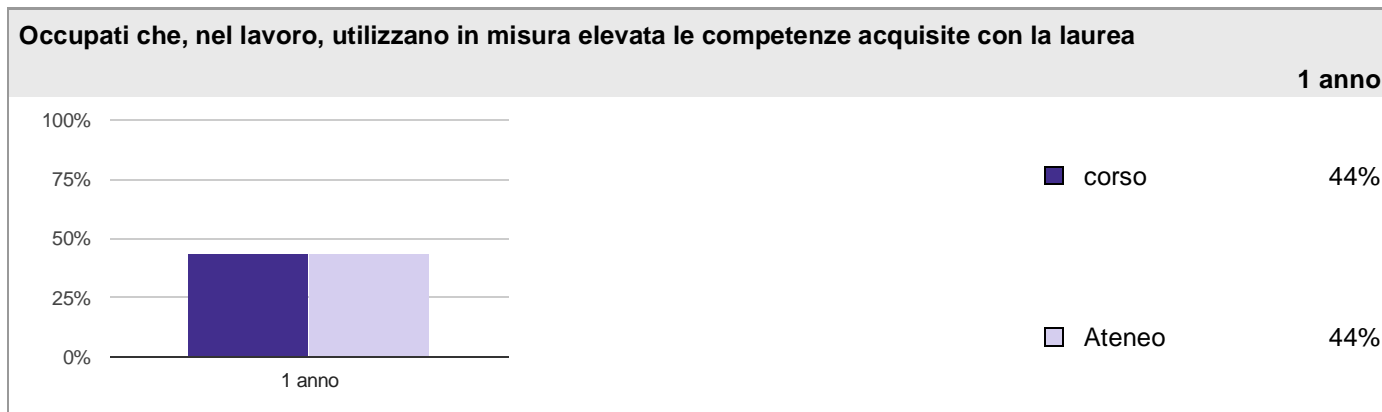 Occupati che, nel lavoro, utilizzano in misura elevata le competenze acquisite con la laurea
1 anno
100%
75%
50%
25%
0%
1 anno
corso 44%
Ateneo 44%